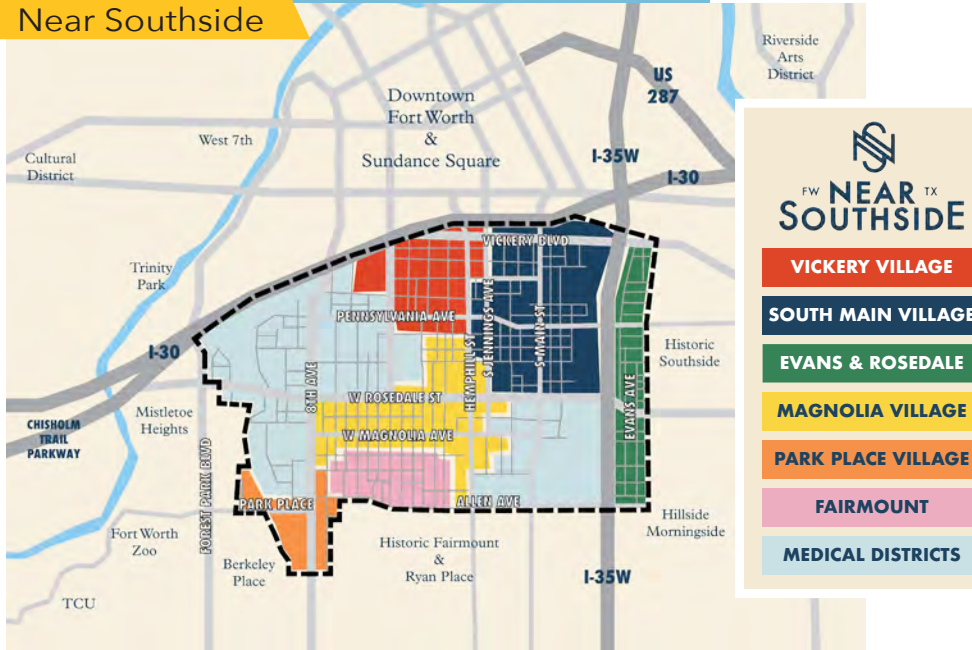 Near Southside
Riverside
Arts
District
US
287
Downtown
Fort Worth
&
Sundance Square
West 7th
Cultural
District
I-35W
I-30
FW NEAR TX
SOUTHSIDE
VICKERY BLVD
VICKERY VILLAGE
Trinity
Park
SOUTH MAIN VILLAGE
PENNSYLVANIA AVE
S JENNINGS AVE
S MAIN ST
HEMPHILL ST
Historic
Southside
I-30
EVANS & ROSEDALE
8TH AVE
W ROSEDALE ST
EVANS AVE
MAGNOLIA VILLAGE
Mistletoe
Heights
CHISHOLM
TRAIL
PARKWAY
W MAGNOLIA AVE
PARK PLACE VILLAGE
FOREST PARK BLVD
PARK PLACE
ALLEN AVE
FAIRMOUNT
Hillside
Morningside
Fort Worth
Zoo
Berkeley
Place
Historic Fairmount
&
Ryan Place
MEDICAL DISTRICTS
I-35W
TCU